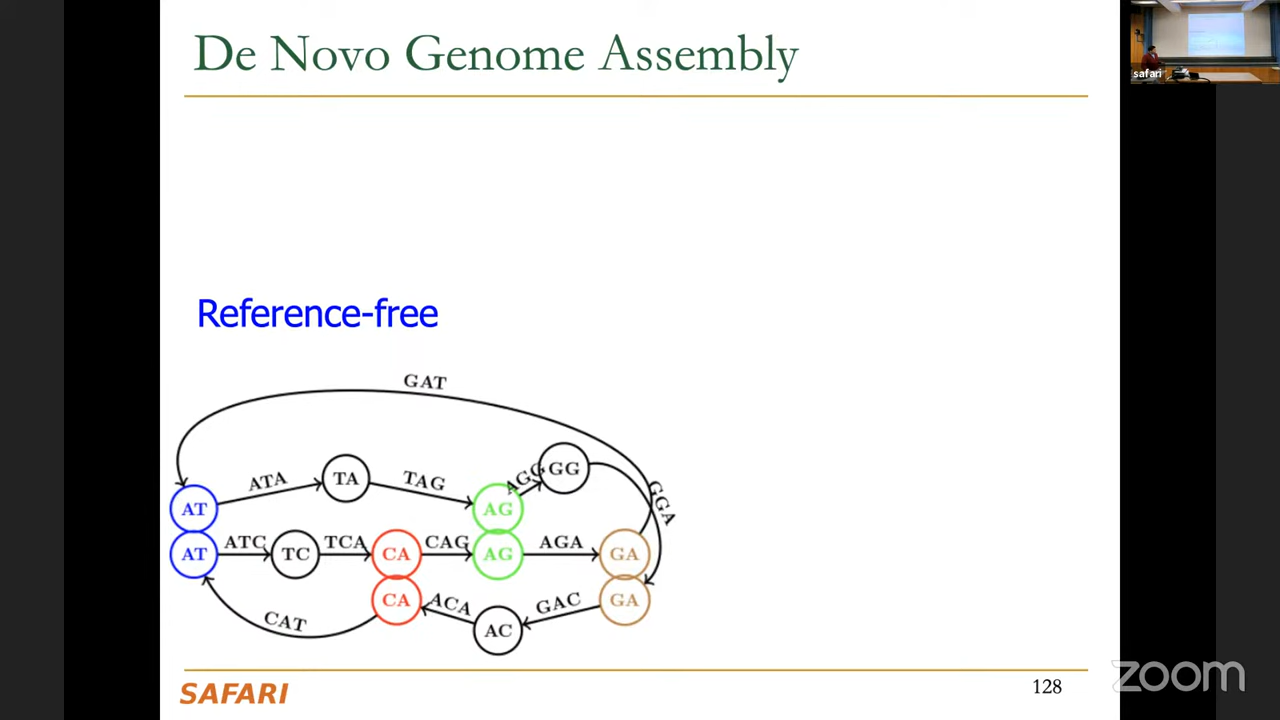 De Novo Genome Assembly
safari
Reference-free
GAT
ATA
TA
TAG
AGG
GG
GGA
AT
AG
AT
ATC
TC
TCA
CA
CAG
AG
AGA
GA
CA
ACA
AC
GAC
GA
CAT
SAFARI
128
zoom